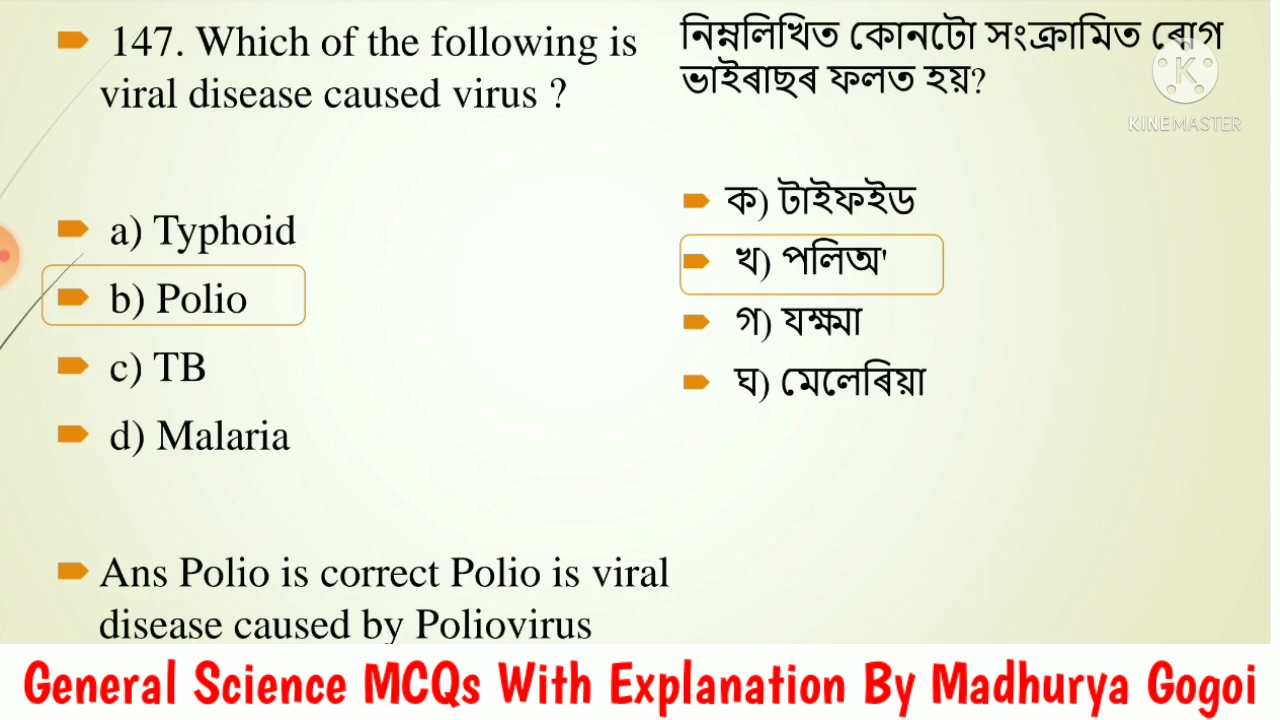 147. Which of the following is
viral disease caused virus ?
a) Typhoid
b) Polio
c) TB
d) Malaria
Ans Polio is correct Polio is viral
disease caused by Poliovirus
নিম্নলিখিত কোনটো সংক্রামিত ৰোগ
ভাইৰাছৰ ফলত হয়?
ক) টাইফইড
খ) পলিঅ'
গ) যক্ষ্মা
ঘ) মেলেৰিয়া
K
KINEMASTER
General Science MCQs With Explanation By Madhurya Gogoi